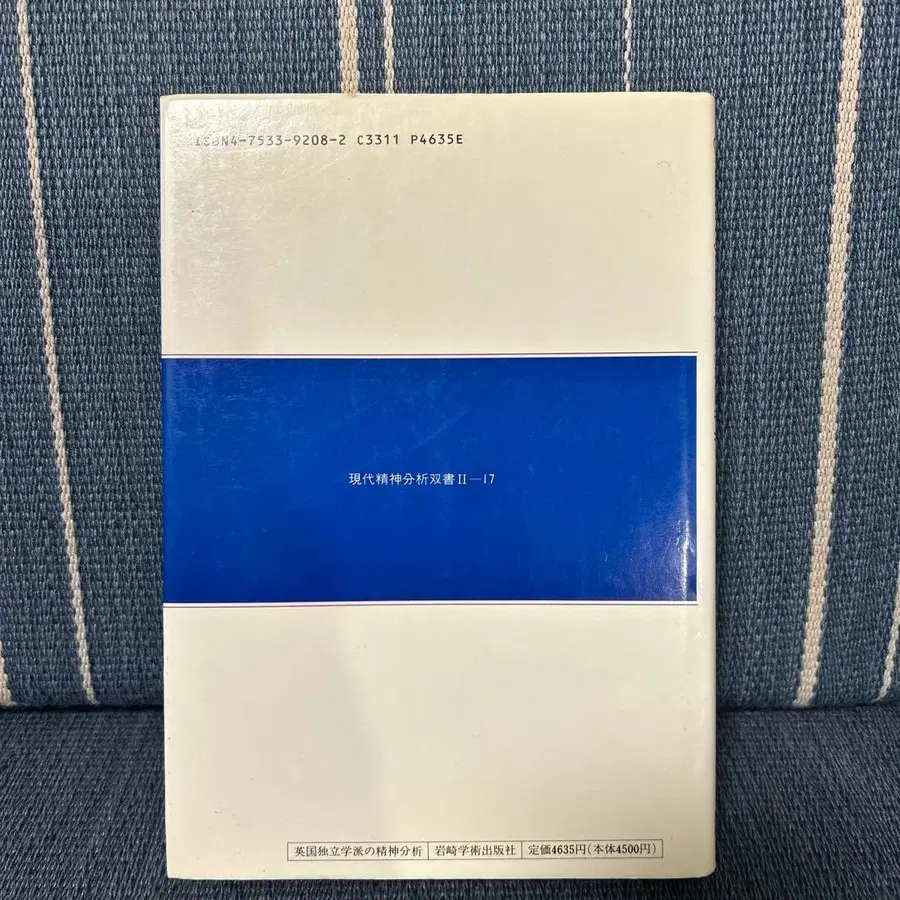 ISBN4-7533-9208-2 C3311 P4635E
現代精神分析双書II—17
英国独立学派の精神分析 岩崎学術出版社 定価4635円(本体4500円)